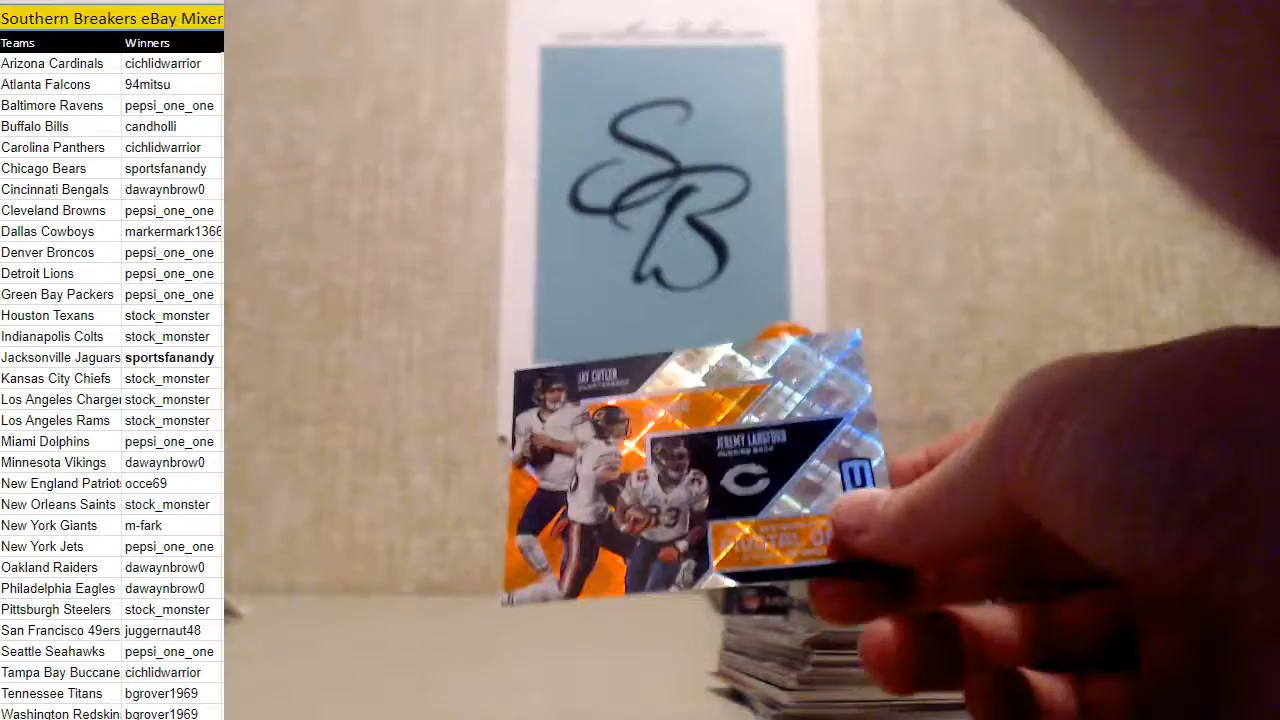 Southern Breakers eBay Mixer
Teams Winners
Arizona Cardinals cichlidwarrior
Atlanta Falcons 94mitsu
Baltimore Ravens pepsi_one_one
Buffalo Bills candholli
Carolina Panthers cichlidwarrior
Chicago Bears sportsfanandy
Cincinnati Bengals dawaynbrow0
Cleveland Browns pepsi_one_one
Dallas Cowboys markermark1366
Denver Broncos pepsi_one_one
Detroit Lions pepsi_one_one
Green Bay Packers pepsi_one_one
Houston Texans stock_monster
Indianapolis Colts stock_monster
Jacksonville Jaguars sportsfanandy
Kansas City Chiefs stock_monster
Los Angeles Charger stock_monster
Los Angeles Rams stock_monster
Miami Dolphins pepsi_one_one
Minnesota Vikings dawaynbrow0
New England Patriots occe69
New Orleans Saints stock_monster
New York Giants m-fark
New York Jets pepsi_one_one
Oakland Raiders dawaynbrow0
Philadelphia Eagles dawaynbrow0
Pittsburgh Steelers stock_monster
San Francisco 49ers juggernaut48
Seattle Seahawks pepsi_one_one
Tampa Bay Buccane cichlidwarrior
Tennessee Titans bgrover1969
Washington Redskin bgrover1969
SB
JAY CUTLER
QUARTERBACK
JEREMY LANGFORD
RUNNING BACK
C
U
33